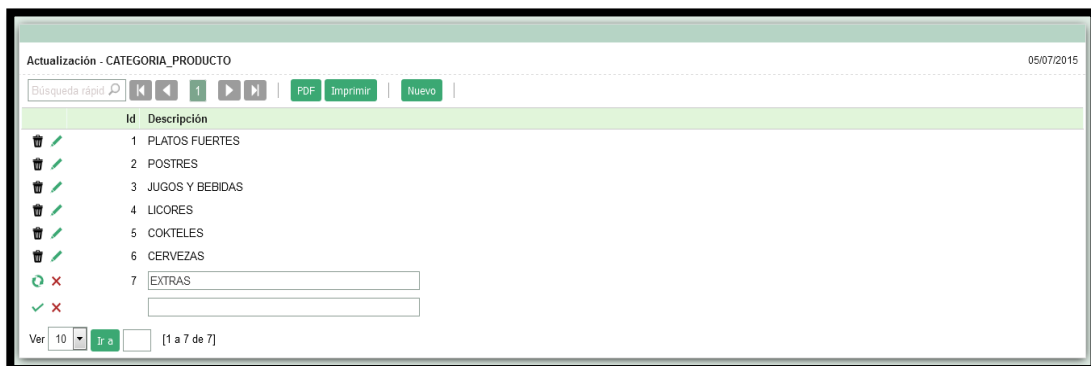 Actualización - CATEGORIA_PRODUCTO 05/07/2015
Búsqueda rápid 1 PDF Imprimir Nuevo
Id Descripción
1 PLATOS FUERTES
2 POSTRES
3 JUGOS Y BEBIDAS
4 LICORES
5 COKTELES
6 CERVEZAS
7 EXTRAS
Ver 10 Ir a [1 a 7 de 7]